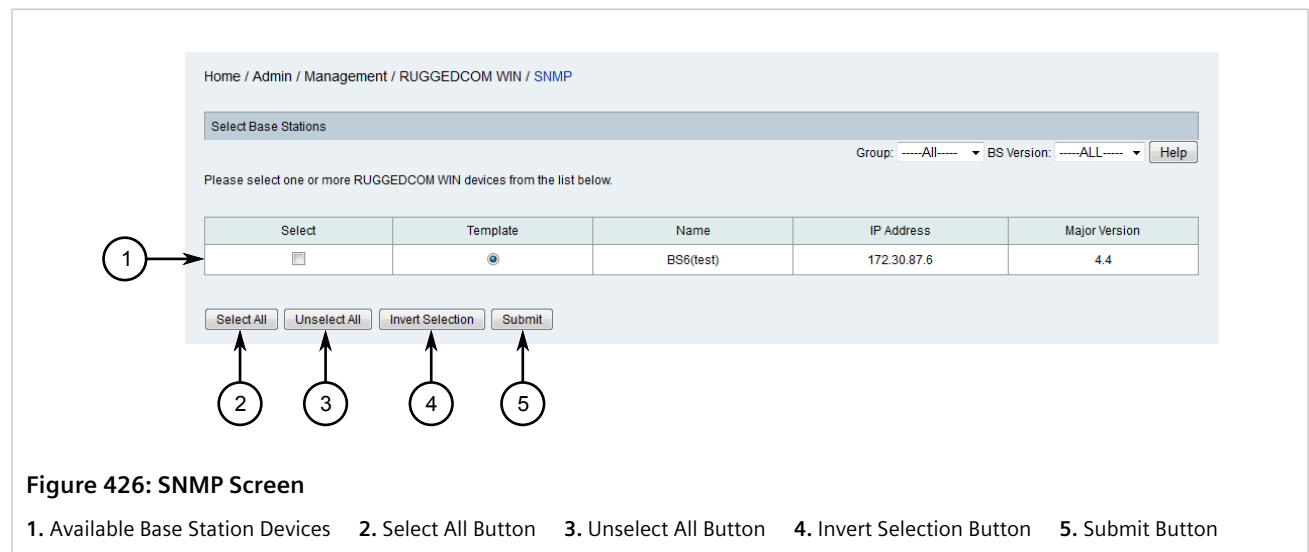 Home / Admin / Management / RUGGEDCOM WIN / SNMP
Select Base Stations
Group: -----All----- BS Version: -----ALL----- Help
Please select one or more RUGGEDCOM WIN devices from the list below.
Select Template Name IP Address Major Version
1 BS6(test) 172.30.87.6 4.4
Select All Unselect All Invert Selection Submit
2 3 4 5
Figure 426: SNMP Screen
1. Available Base Station Devices 2. Select All Button 3. Unselect All Button 4. Invert Selection Button 5. Submit Button